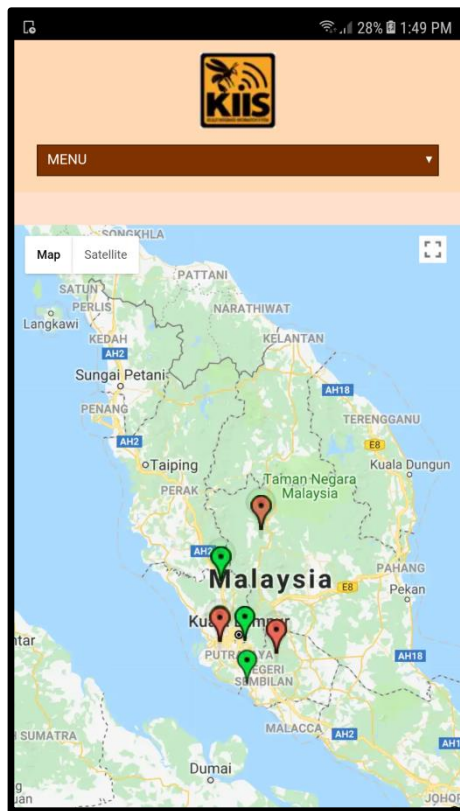 28% 1:49 PM
KIIS
MENU
Map Satellite
SONGKHLA
PATTANI
SATUN
PERLIS
NARATHIWAT
Langkawi
KEDAH
KELANTAN
AH2
Sungai Petani
AH18
PENANG
TERENGGANU
AH2
E8
Taiping
Kuala Dungun
PERAK
Taman Negara
Malaysia
AH2
PAHANG
Malaysia
E8
Pekan
PUTRAJAYA
AH18
NEGERI
SEMBILAN
SUMATRA
MALACCA
AH2
AH2
Dumai
JOHOR